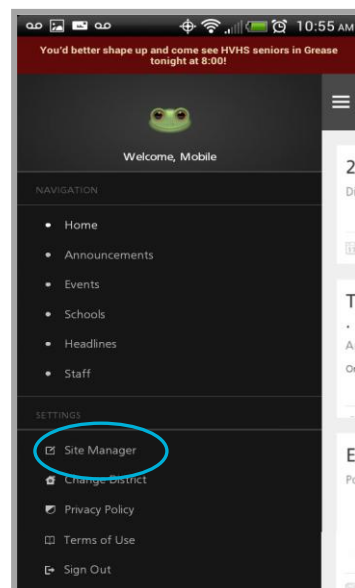 10:55 AM
You'd better shape up and come see HVHS seniors in Grease
tonight at 8:00!
Welcome, Mobile
NAVIGATION
Home
Announcements
Events
Schools
Headlines
Staff
SETTINGS
Site Manager
Change District
Privacy Policy
Terms of Use
Sign Out